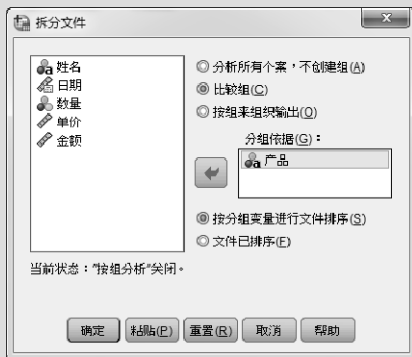 拆分文件
姓名
日期
数量
单价
金额
分析所有个案，不创建组(A)
比较组(C)
按组来组织输出(O)
分组依据(G)：
产品
按分组变量进行文件排序(S)
文件已排序(F)
当前状态："按组分析"关闭。
确定 粘贴(P) 重置(R) 取消 帮助